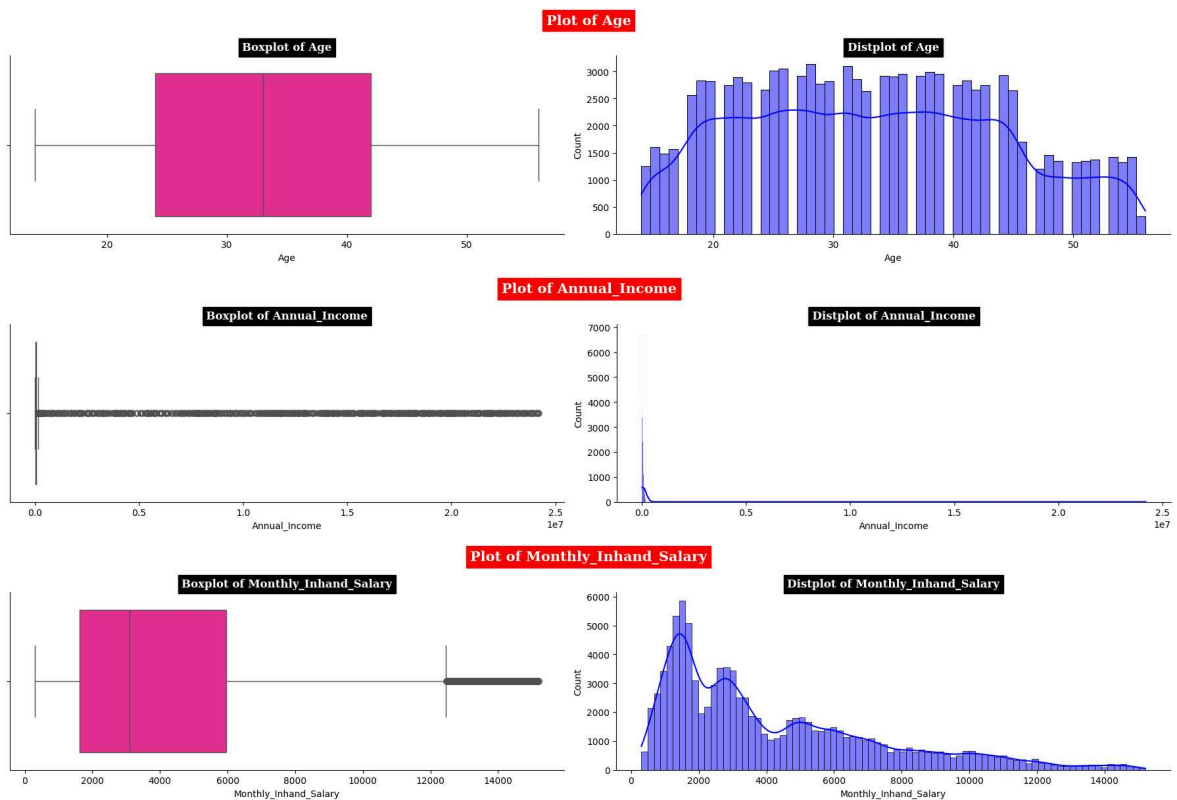 Plot of Age
Boxplot of Age
20 30 40 50
Age
Distplot of Age
Count
3000
2500
2000
1500
1000
500
0
20 30 40 50
Age
Plot of Annual_Income
Boxplot of Annual_Income
0.0 0.5 1.0 1.5 2.0 2.5
1e7
Annual_Income
Distplot of Annual_Income
Count
7000
6000
5000
4000
3000
2000
1000
0
0.0 0.5 1.0 1.5 2.0 2.5
1e7
Annual_Income
Plot of Monthly_Inhand_Salary
Boxplot of Monthly_Inhand_Salary
0 2000 4000 6000 8000 10000 12000 14000
Monthly_Inhand_Salary
Distplot of Monthly_Inhand_Salary
Count
6000
5000
4000
3000
2000
1000
0
0 2000 4000 6000 8000 10000 12000 14000
Monthly_Inhand_Salary